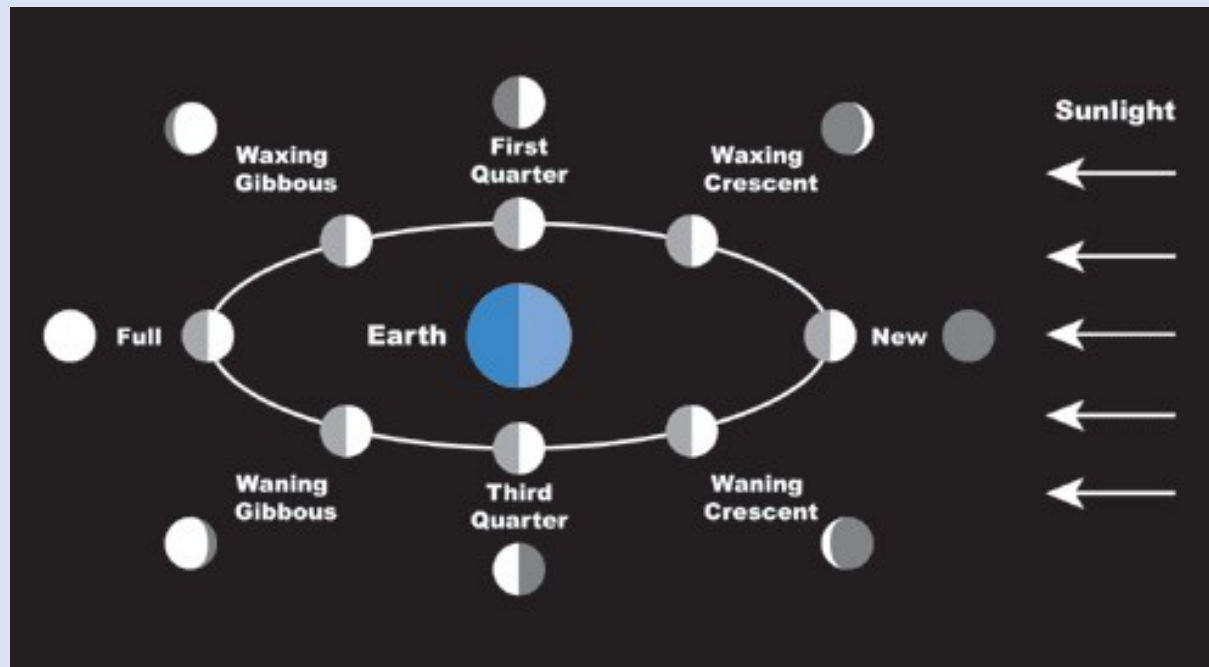 Sunlight
First
Quarter
Waxing
Gibbous
Waxing
Crescent
Full
Earth
New
Waning
Gibbous
Third
Quarter
Waning
Crescent